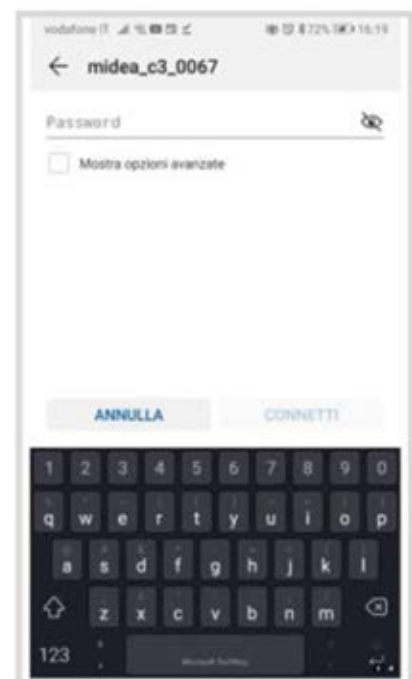 vodafone IT 72% 16:19
← midea_c3_0067
Password
Mostra opzioni avanzate
ANNULLA CONNETTI
1 2 3 4 5 6 7 8 9 0
q w e r t y u i o p
a s d f g h j k l
z x c v b n m
123